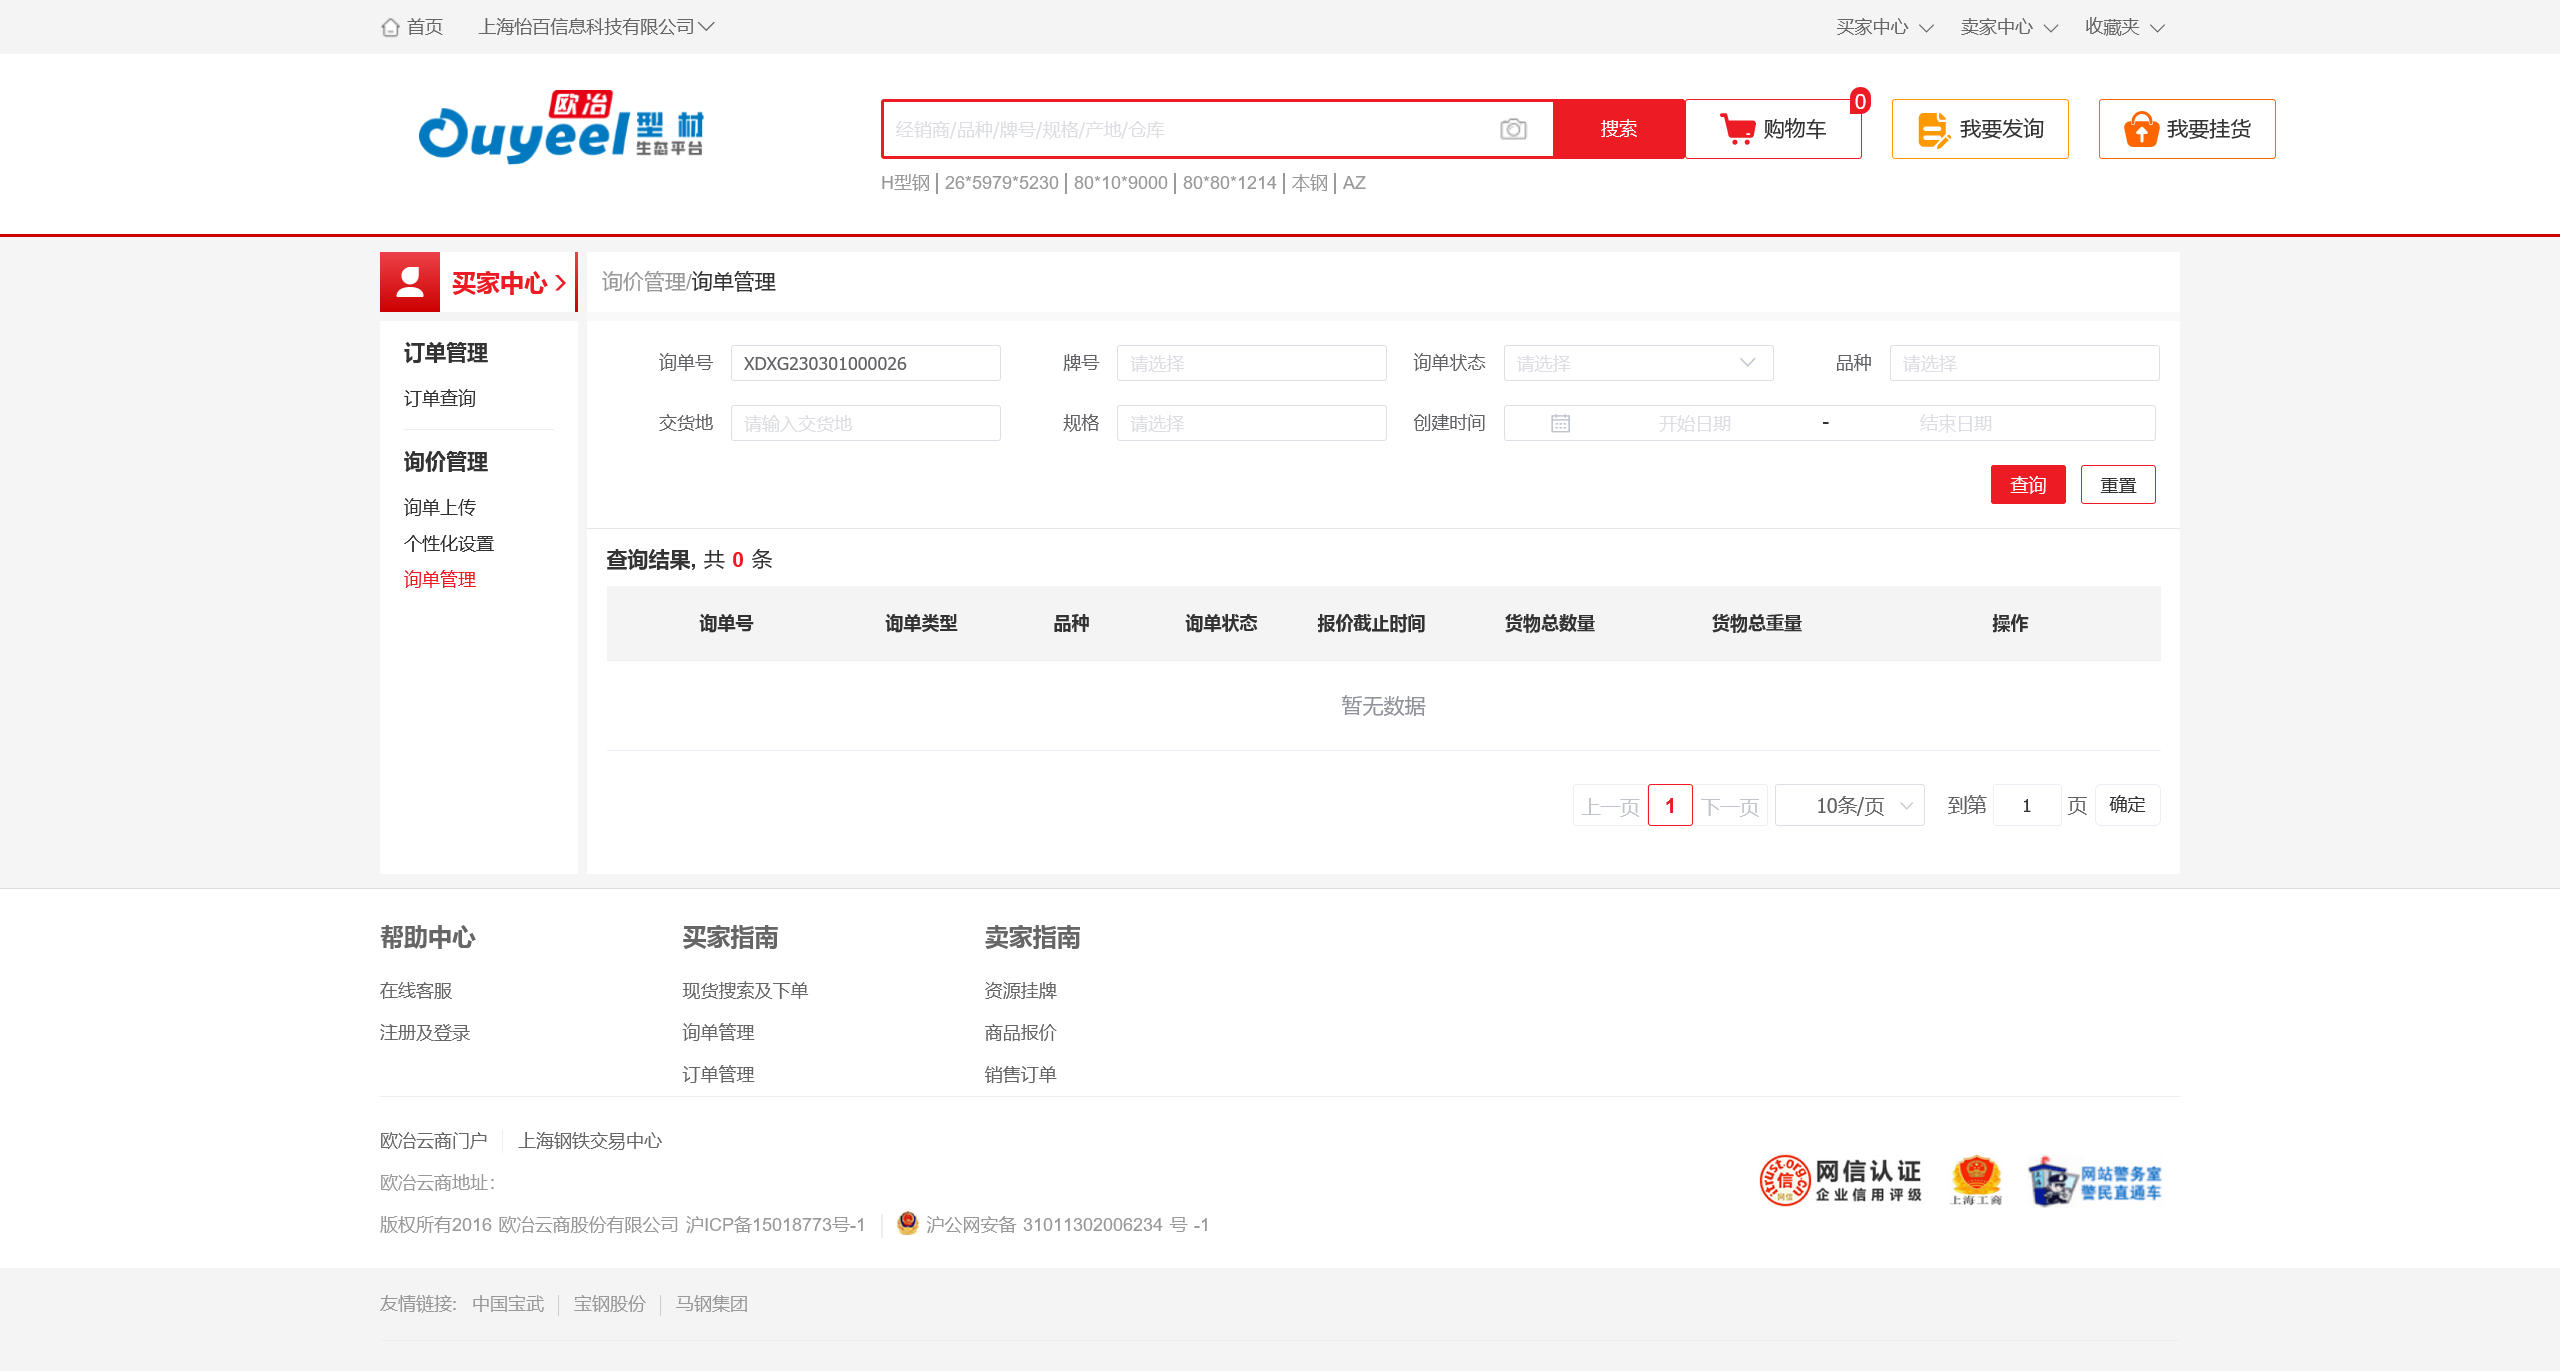 首页 上海怡百信息科技有限公司 买家中心 卖家中心 收藏夹
欧冶 Ouyeel 型材 生态平台
经销商/品种/牌号/规格/产地/仓库 搜索 购物车 0 我要发询 我要挂货
H型钢 | 26*5979*5230 | 80*10*9000 | 80*80*1214 | 本钢 | AZ
买家中心 询价管理/询单管理
订单管理
订单查询
询价管理
询单上传
个性化设置
询单管理
询单号 XDXG230301000026 牌号 请选择 询单状态 请选择 品种 请选择
交货地 请输入交货地 规格 请选择 创建时间 开始日期 - 结束日期
查询 重置
查询结果, 共 0 条
询单号 询单类型 品种 询单状态 报价截止时间 货物总数量 货物总重量 操作
暂无数据
上一页 1 下一页 10条/页 到第 1 页 确定
帮助中心 买家指南 卖家指南
在线客服 现货搜索及下单 资源挂牌
注册及登录 询单管理 商品报价
订单管理 销售订单
欧冶云商门户 上海钢铁交易中心
欧冶云商地址：
版权所有2016 欧冶云商股份有限公司 沪ICP备15018773号-1 沪公网安备 31011302006234 号 -1
itrust.org.cn 信 网信 网信认证 企业信用评级 上海工商 网站警务室 警民直通车
友情链接: 中国宝武 宝钢股份 马钢集团